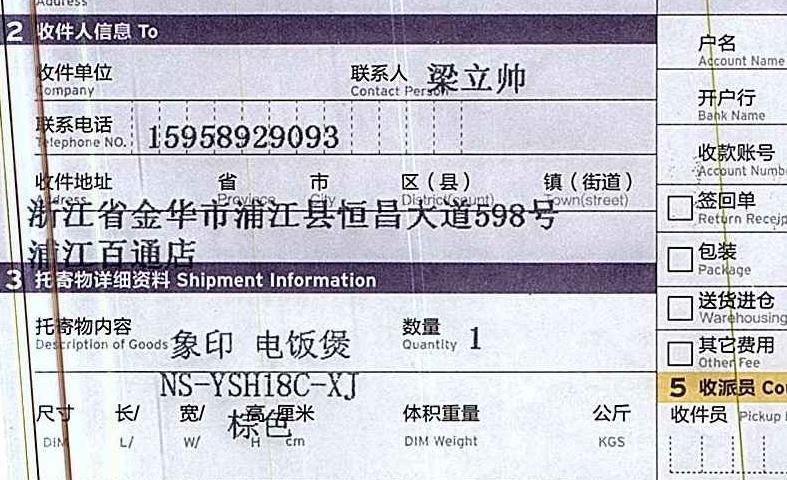 Address
2 收件人信息 To
收件单位 联系人 梁立帅
Company Contact Person
联系电话 15958929093
Telephone NO.
收件地址 省 市 区（县） 镇（街道）
Address Province City District(count) Town(street)
浙江省金华市浦江县恒昌大道598号
浦江百通店
3 托寄物详细资料 Shipment Information
托寄物内容 象印 电饭煲 数量 1
Description of Goods Quantity
NS-YSH18C-XJ
尺寸 长/ 宽/ 高 厘米 体积重量 公斤
棕色
DIM L/ W/ H cm DIM Weight KGS
户名
Account Name
开户行
Bank Name
收款账号
Account Numb
签回单
Return Receip
包装
Package
送货进仓
Warehousing
其它费用
Other Fee
5 收派员 Cou
收件员 Pickup